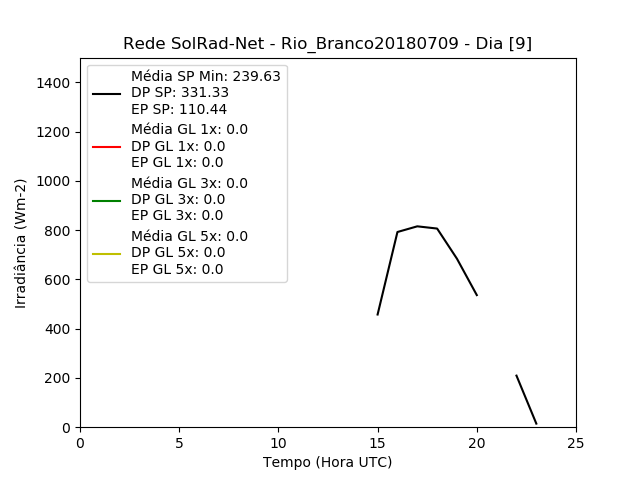 Rede SolRad-Net - Rio_Branco20180709 - Dia [9]
Média SP Min: 239.63
DP SP: 331.33
EP SP: 110.44
Média GL 1x: 0.0
DP GL 1x: 0.0
EP GL 1x: 0.0
Média GL 3x: 0.0
DP GL 3x: 0.0
EP GL 3x: 0.0
Média GL 5x: 0.0
DP GL 5x: 0.0
EP GL 5x: 0.0
Irradiância (Wm-2)
1400
1200
1000
800
600
400
200
0
0 5 10 15 20 25
Tempo (Hora UTC)